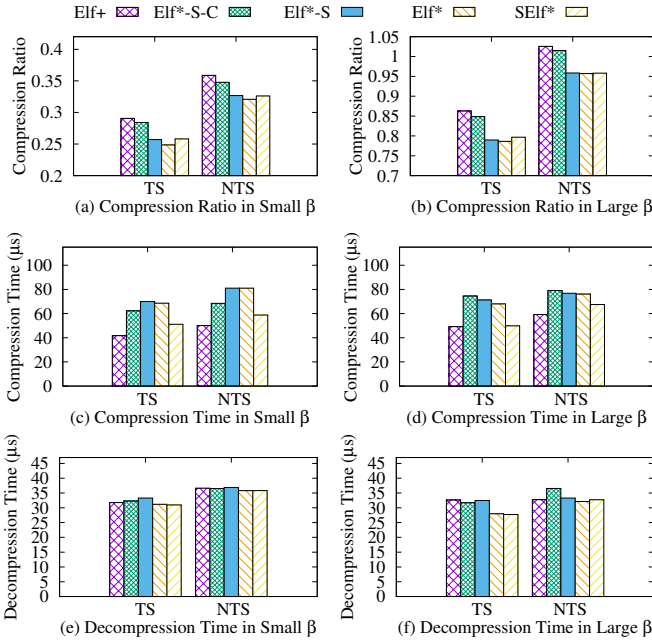 Elf+ Elf*-S-C Elf*-S Elf* SElf*
Compression Ratio
0.4
0.35
0.3
0.25
0.2
TS NTS
(a) Compression Ratio in Small β
Compression Ratio
1.05
1
0.95
0.9
0.85
0.8
0.75
0.7
TS NTS
(b) Compression Ratio in Large β
Compression Time (μs)
100
80
60
40
20
0
TS NTS
(c) Compression Time in Small β
Compression Time (μs)
100
80
60
40
20
0
TS NTS
(d) Compression Time in Large β
Decompression Time (μs)
45
40
35
30
25
20
15
10
5
0
TS NTS
(e) Decompression Time in Small β
Decompression Time (μs)
45
40
35
30
25
20
15
10
5
0
TS NTS
(f) Decompression Time in Large β